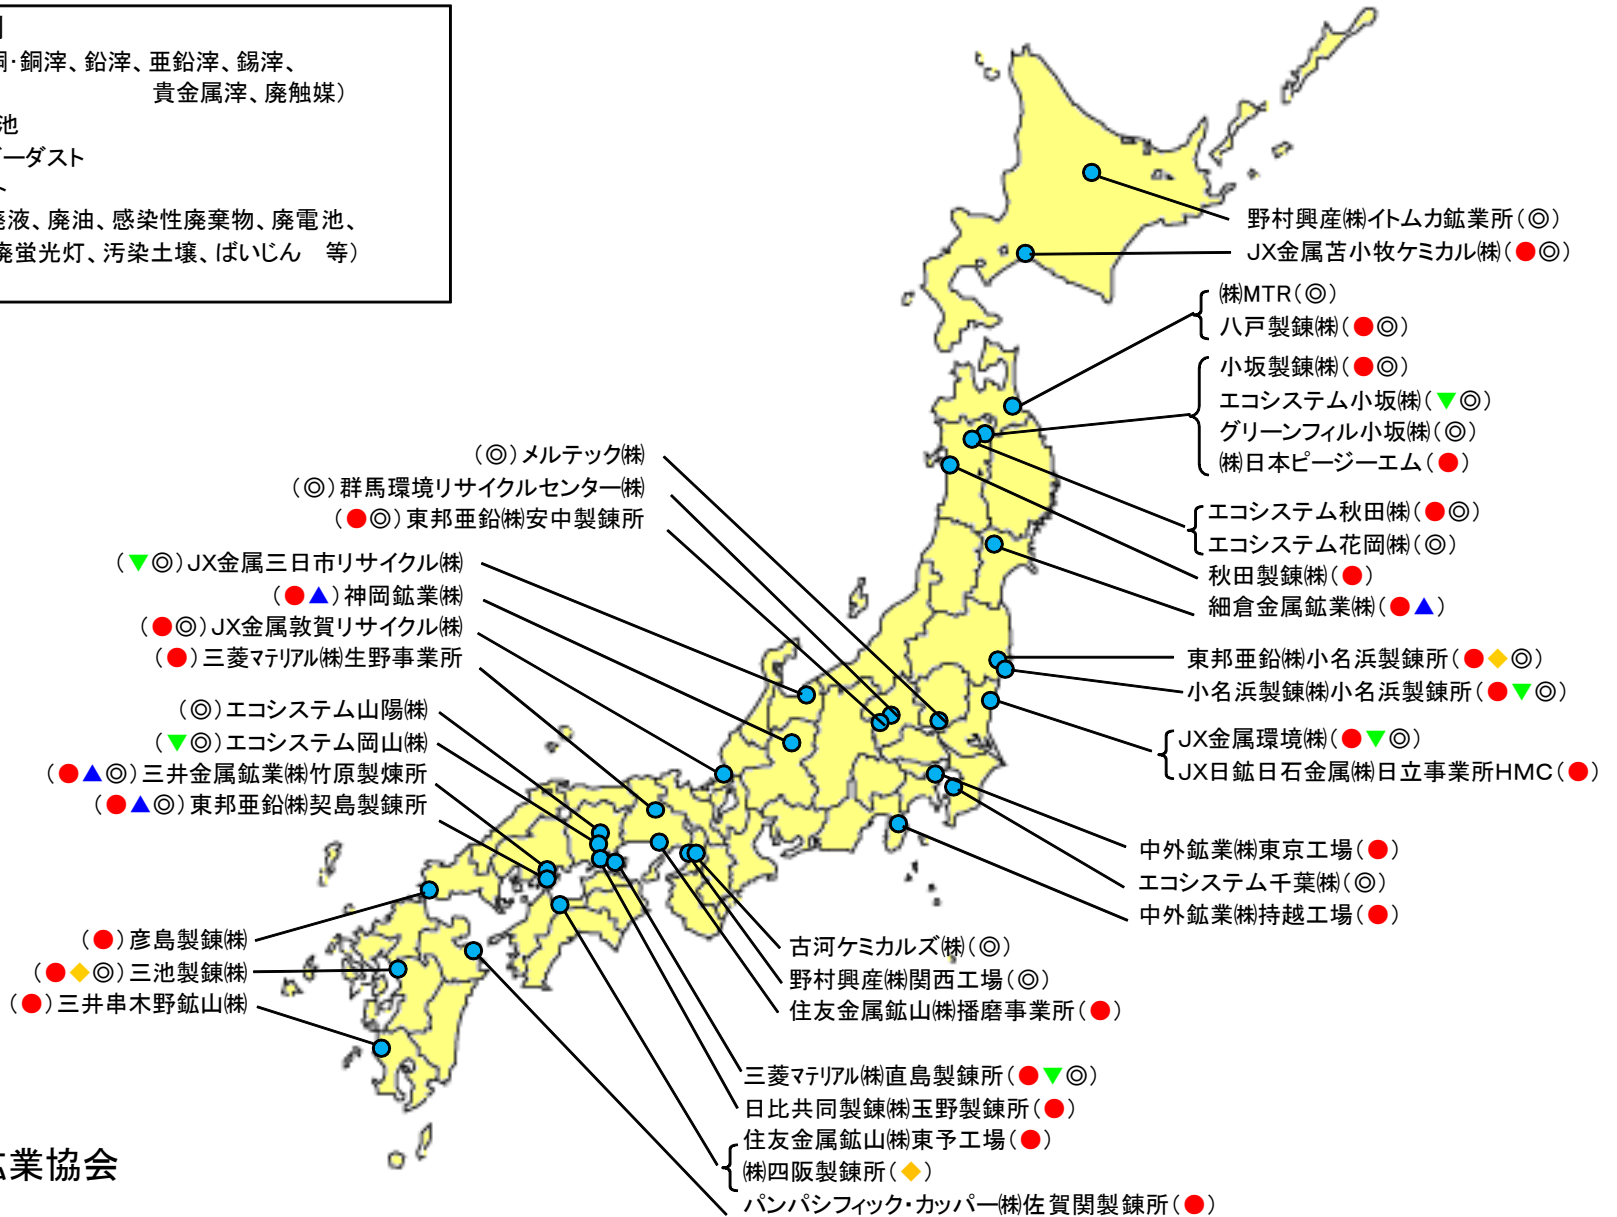 銅・銅滓、鉛滓、亜鉛滓、錫滓、
貴金属滓、廃触媒）
池
ーダスト
ト
廃液、廃油、感染性廃棄物、廃電池、
廃蛍光灯、汚染土壌、ばいじん　等）
野村興産㈱イトムカ鉱業所（◎）
JX金属苫小牧ケミカル㈱（●◎）
㈱MTR（◎）
八戸製錬㈱（●◎）
小坂製錬㈱（●◎）
エコシステム小坂㈱（▼◎）
グリーンフィル小坂㈱（◎）
㈱日本ピージーエム（●）
エコシステム秋田㈱（●◎）
エコシステム花岡㈱（◎）
秋田製錬㈱（●）
細倉金属鉱業㈱（●▲）
東邦亜鉛㈱小名浜製錬所（●◆◎）
小名浜製錬㈱小名浜製錬所（●▼◎）
JX金属環境㈱（●▼◎）
JX日鉱日石金属㈱日立事業所HMC（●）
中外鉱業㈱東京工場（●）
エコシステム千葉㈱（◎）
中外鉱業㈱持越工場（●）
（◎）メルテック㈱
（◎）群馬環境リサイクルセンター㈱
（●◎）東邦亜鉛㈱安中製錬所
（▼◎）JX金属三日市リサイクル㈱
（●▲）神岡鉱業㈱
（●◎）JX金属敦賀リサイクル㈱
（●）三菱マテリアル㈱生野事業所
（◎）エコシステム山陽㈱
（▼◎）エコシステム岡山㈱
（●▲◎）三井金属鉱業㈱竹原製煉所
（●▲◎）東邦亜鉛㈱契島製錬所
（●）彦島製錬㈱
（●◆◎）三池製錬㈱
（●）三井串木野鉱山㈱
古河ケミカルズ㈱（◎）
野村興産㈱関西工場（◎）
住友金属鉱山㈱播磨事業所（●）
三菱マテリアル㈱直島製錬所（●▼◎）
日比共同製錬㈱玉野製錬所（●）
住友金属鉱山㈱東予工場（●）
㈱四阪製錬所（◆）
パンパシフィック・カッパー㈱佐賀関製錬所（●）
鉱業協会